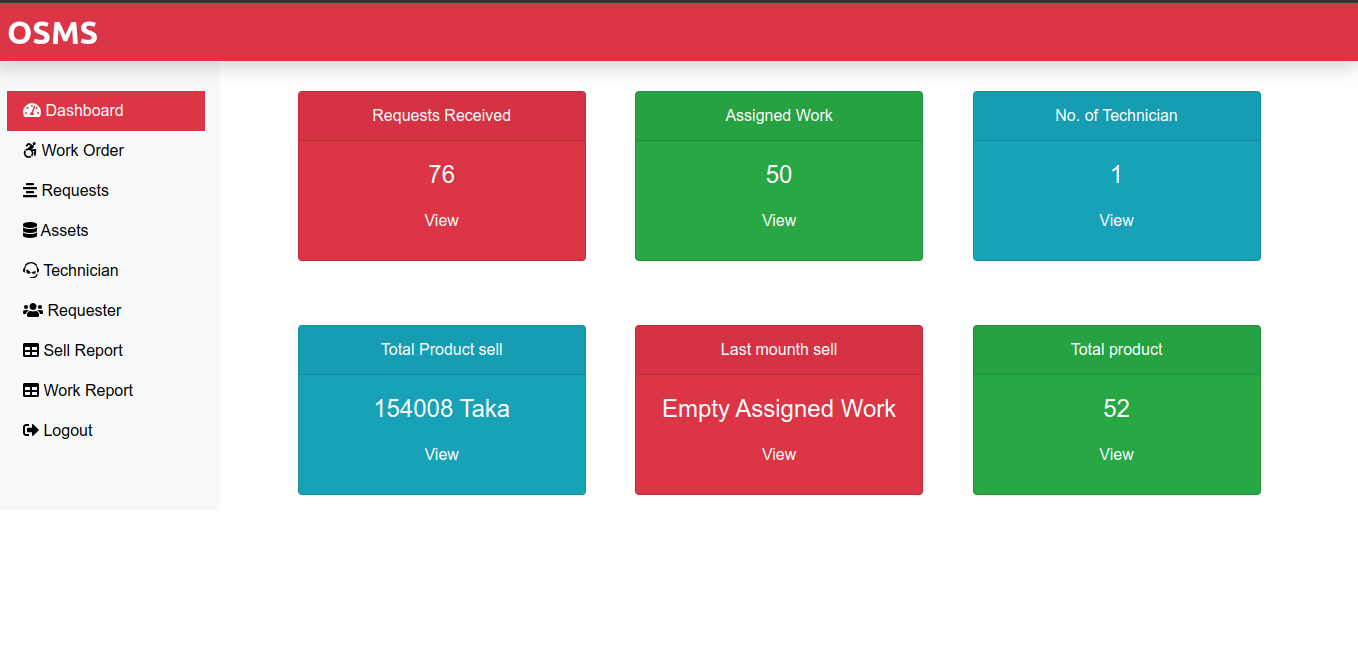 OSMS
Dashboard
Work Order
Requests
Assets
Technician
Requester
Sell Report
Work Report
Logout
Requests Received
76
View
Assigned Work
50
View
No. of Technician
1
View
Total Product sell
154008 Taka
View
Last mounth sell
Empty Assigned Work
View
Total product
52
View